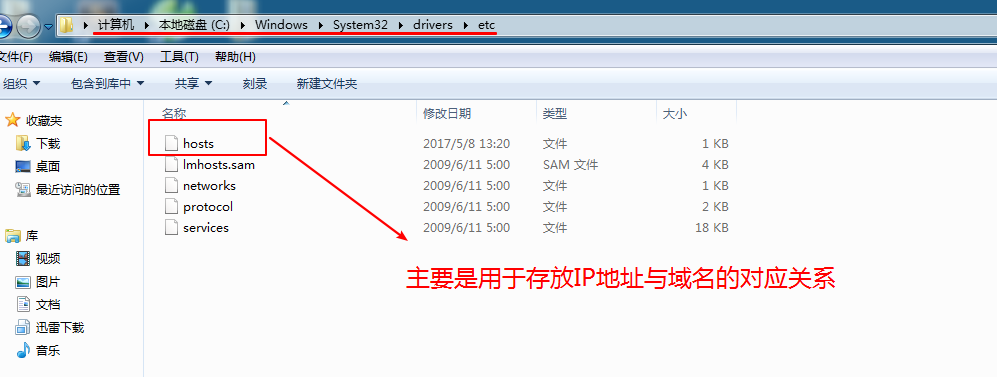 计算机 本地磁盘 (C:) Windows System32 drivers etc
文件(F) 编辑(E) 查看(V) 工具(T) 帮助(H)
组织 包含到库中 共享 刻录 新建文件夹
名称 修改日期 类型 大小
收藏夹
下载
桌面
最近访问的位置
库
视频
图片
文档
迅雷下载
音乐
hosts 2017/5/8 13:20 文件 1 KB
lmhosts.sam 2009/6/11 5:00 SAM 文件 4 KB
networks 2009/6/11 5:00 文件 1 KB
protocol 2009/6/11 5:00 文件 2 KB
services 2009/6/11 5:00 文件 18 KB
主要是用于存放IP地址与域名的对应关系